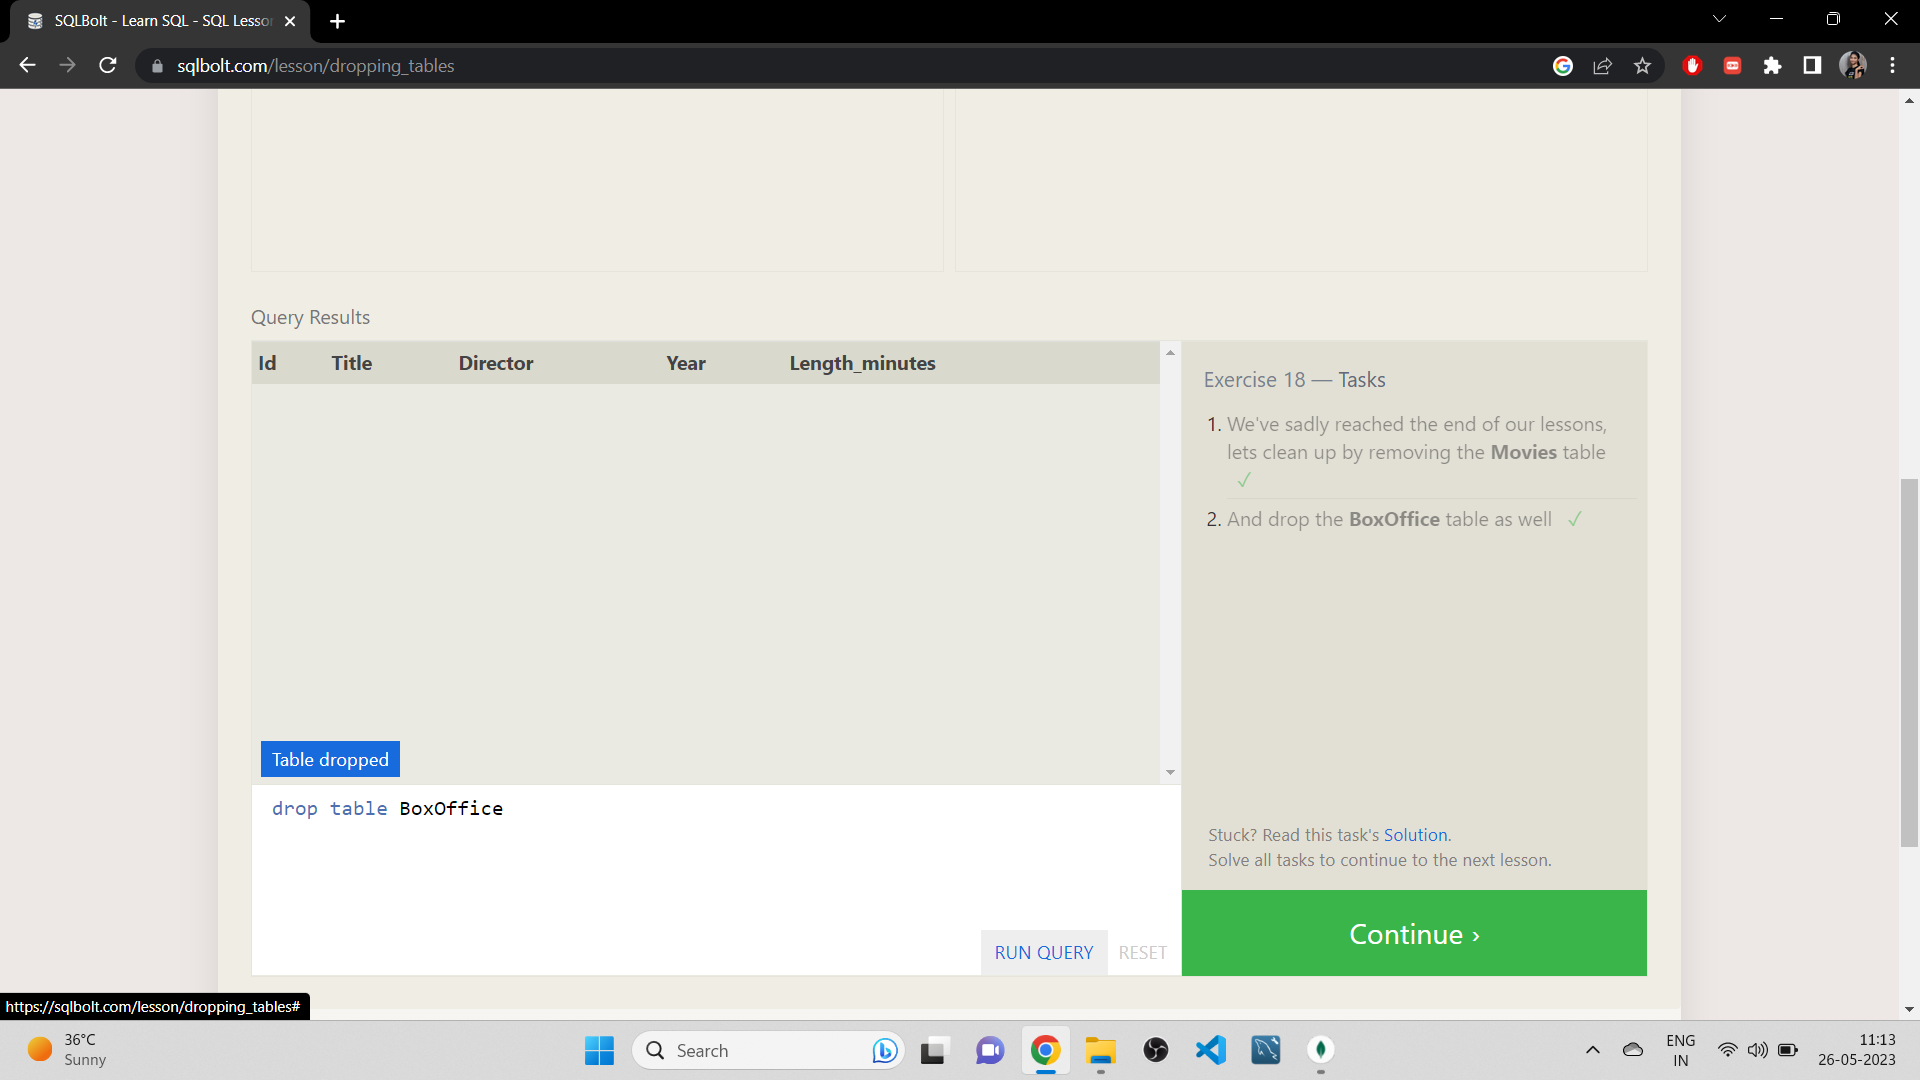 SQLBolt - Learn SQL - SQL Lesso
sqlbolt.com/lesson/dropping_tables
Query Results
Id Title Director Year Length_minutes
Exercise 18 — Tasks
1. We've sadly reached the end of our lessons,
lets clean up by removing the Movies table
✓
2. And drop the BoxOffice table as well ✓
Table dropped
drop table BoxOffice
Stuck? Read this task's Solution.
Solve all tasks to continue to the next lesson.
RUN QUERY RESET
Continue ›
https://sqlbolt.com/lesson/dropping_tables#
36°C
Sunny
Search
ENG
IN
11:13
26-05-2023